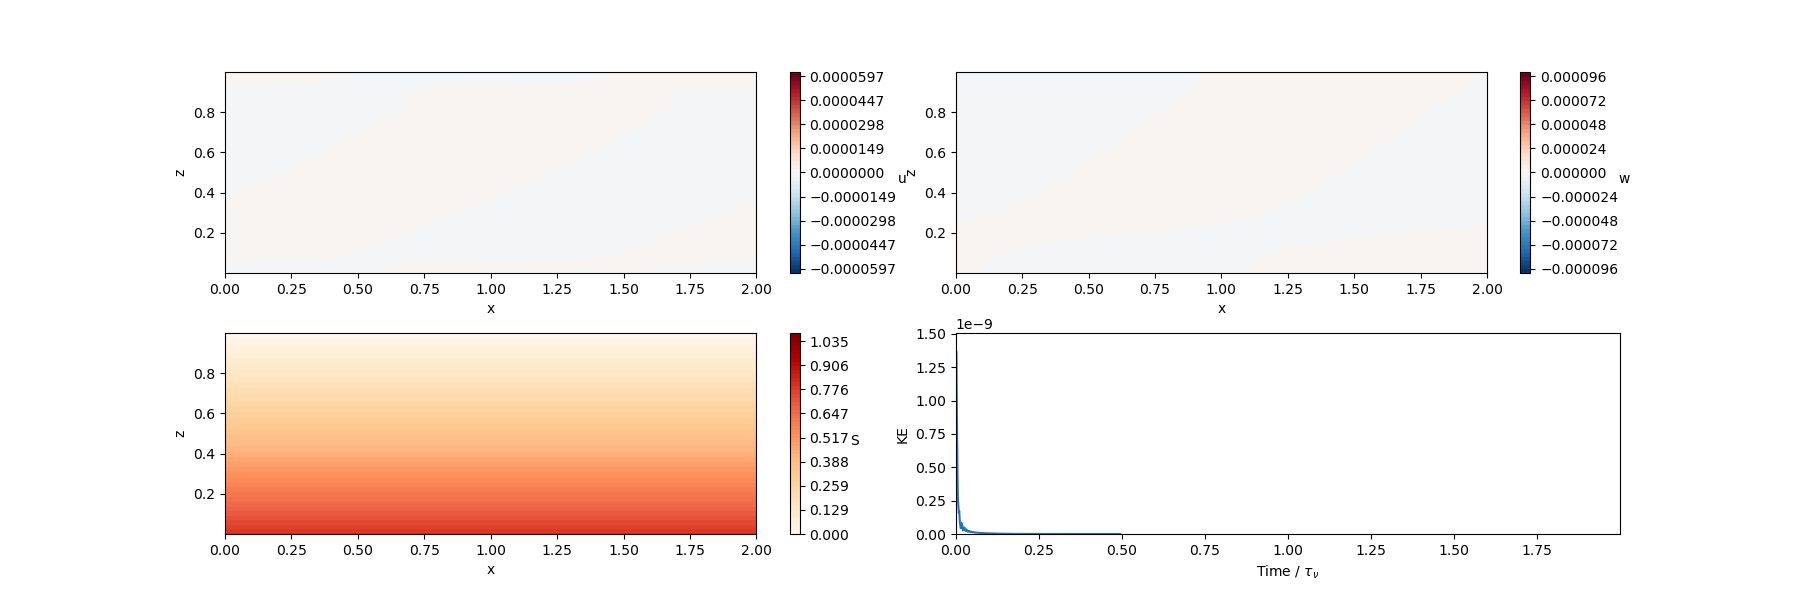 0.8
0.6
0.4
0.2
z
0.00 0.25 0.50 0.75 1.00 1.25 1.50 1.75 2.00
x
0.0000597
0.0000447
0.0000298
0.0000149
0.0000000
−0.0000149
−0.0000298
−0.0000447
−0.0000597
u
z
0.8
0.6
0.4
0.2
0.00 0.25 0.50 0.75 1.00 1.25 1.50 1.75 2.00
x
0.000096
0.000072
0.000048
0.000024
0.000000
−0.000024
−0.000048
−0.000072
−0.000096
w
0.8
0.6
0.4
0.2
z
0.00 0.25 0.50 0.75 1.00 1.25 1.50 1.75 2.00
x
1.035
0.906
0.776
0.647
0.517
0.388
0.259
0.129
0.000
S
1e−9
1.50
1.25
1.00
0.75
0.50
0.25
0.00
KE
0.00 0.25 0.50 0.75 1.00 1.25 1.50 1.75
Time / τν